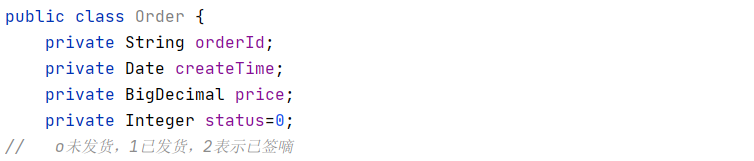 public class Order {
    private String orderId;
    private Date createTime;
    private BigDecimal price;
    private Integer status=0;
//   o未发货，1已发货，2表示已签嘀